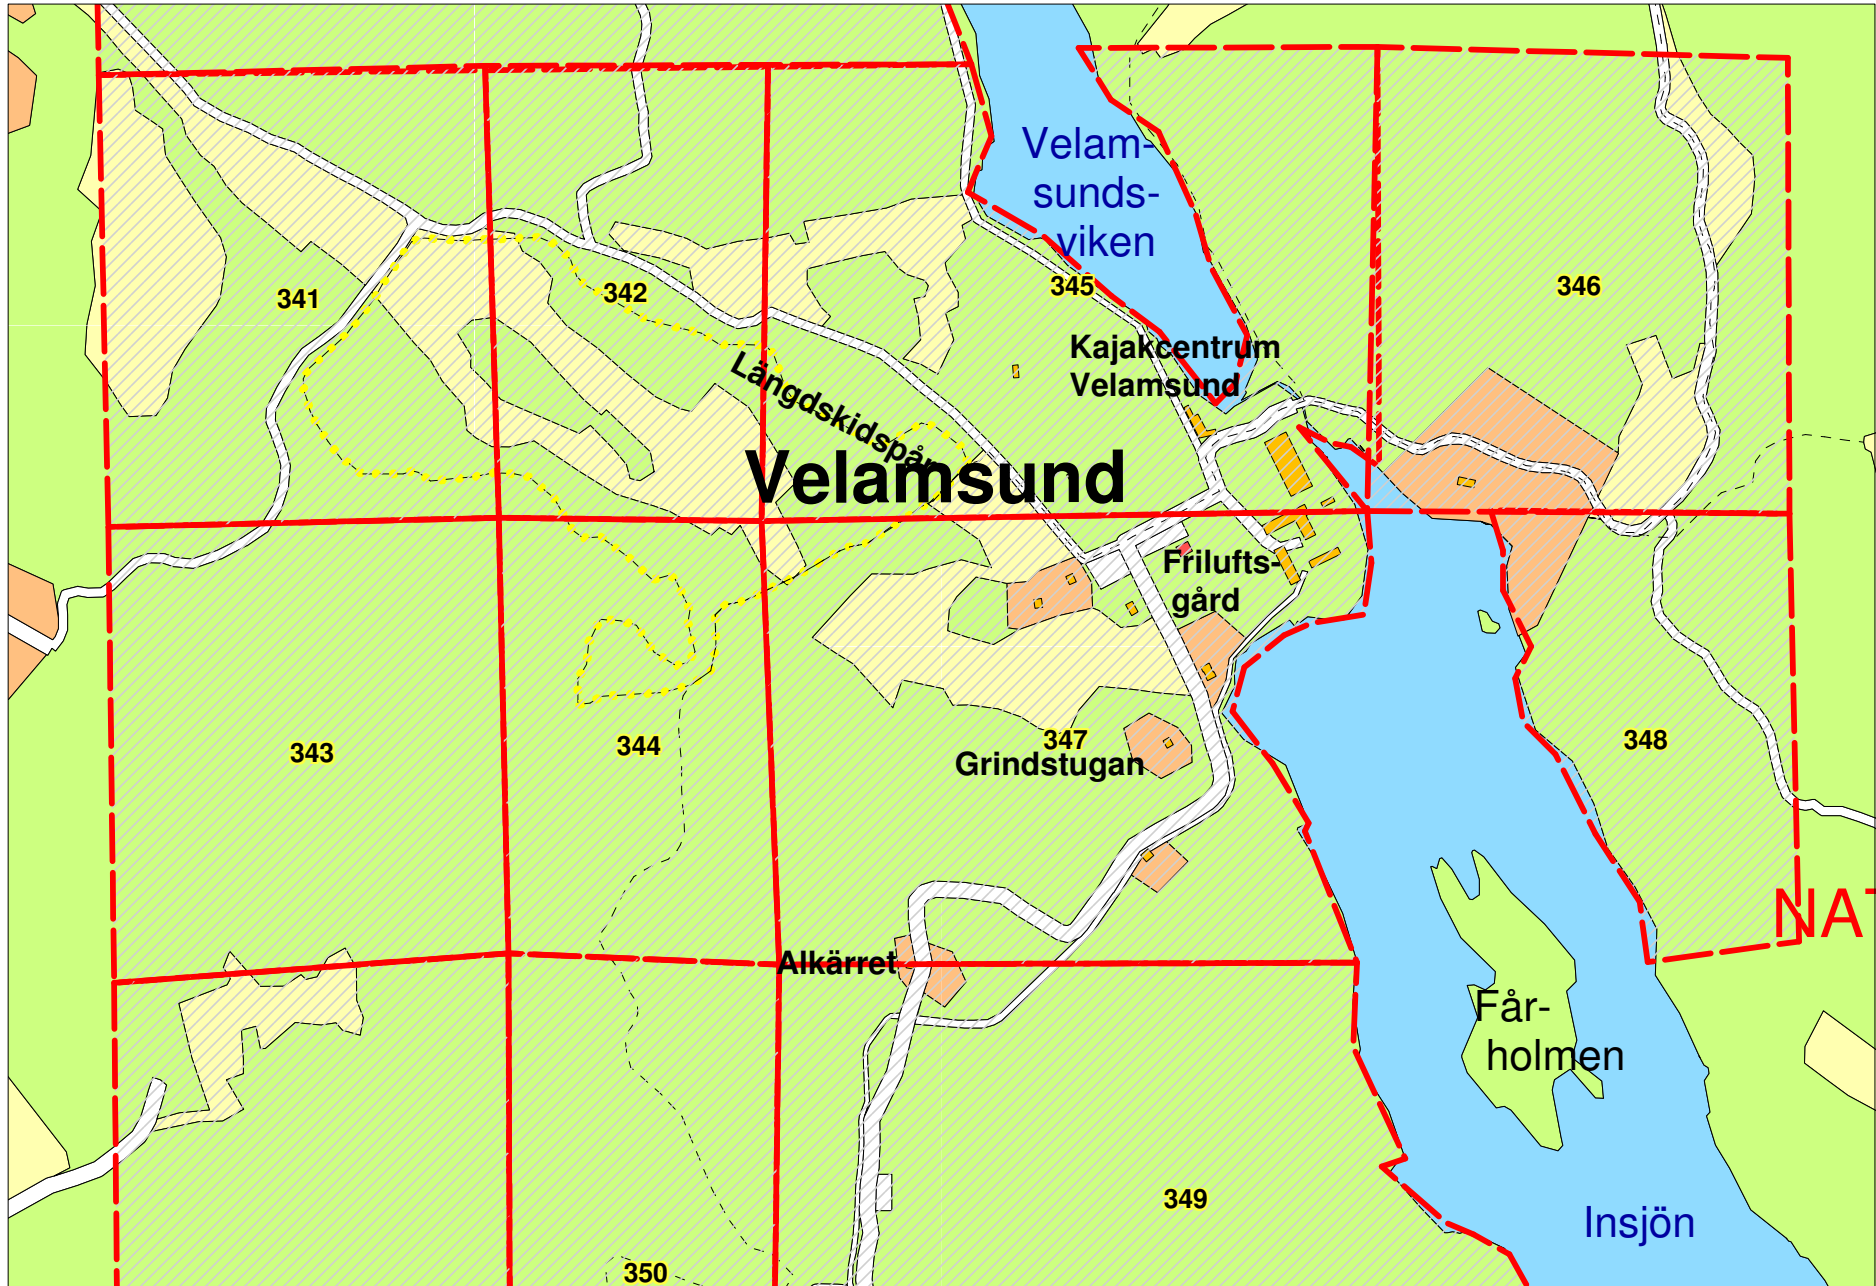 Velam-
sunds-
viken
341
342
345
346
Kajakcentrum
Velamsund
Längdskidspår
Velamsund
Frilufts-
gård
343
344
347
348
Grindstugan
NAT
Alkärret
Får-
holmen
349
Insjön
350